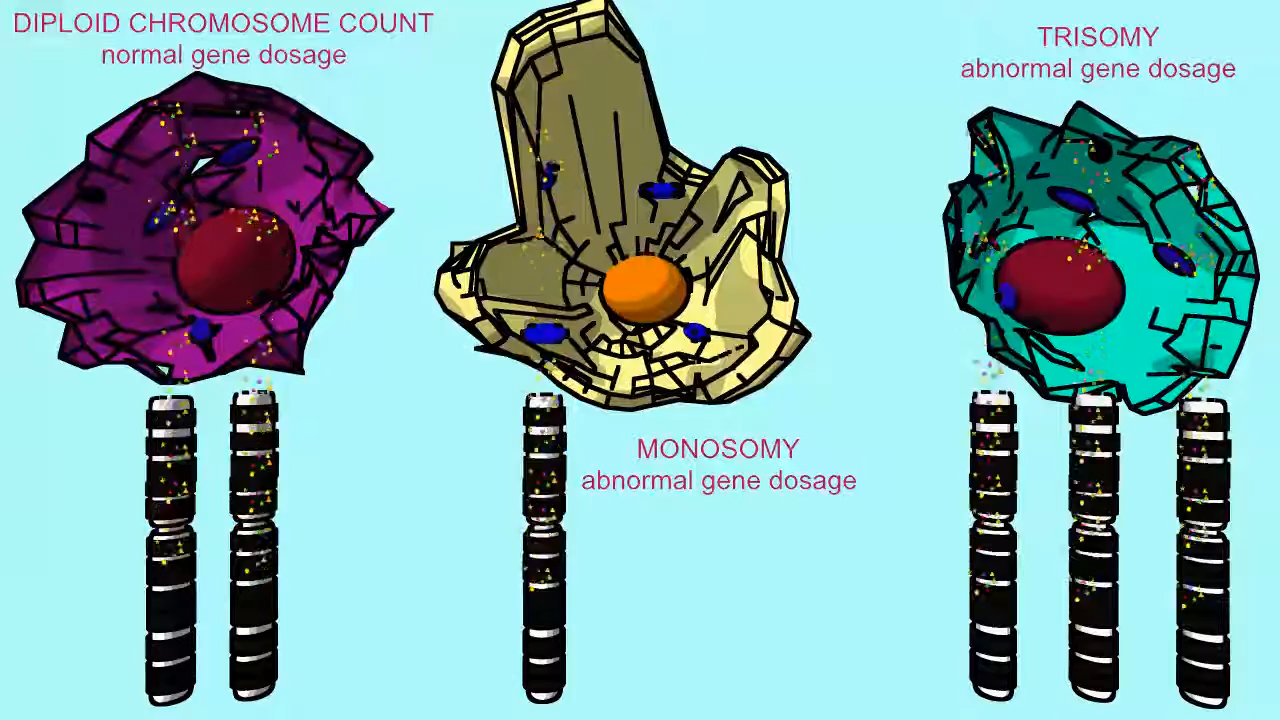 DIPLOID CHROMOSOME COUNT
normal gene dosage
TRISOMY
abnormal gene dosage
MONOSOMY
abnormal gene dosage